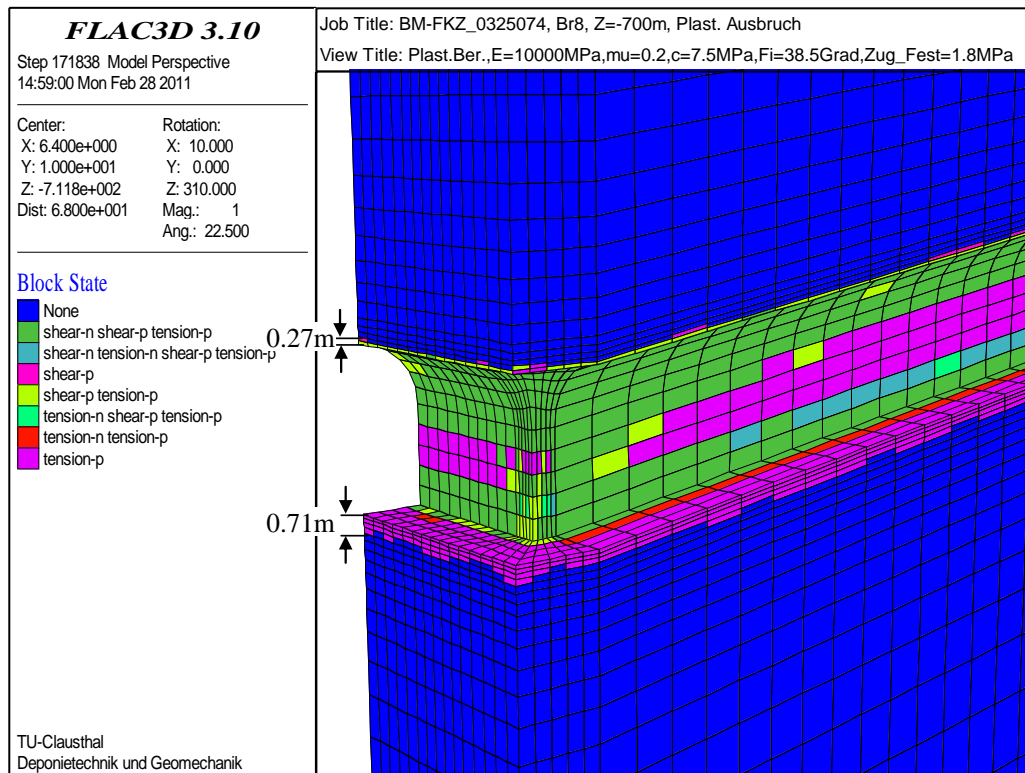 FLAC3D 3.10
Step 171838 Model Perspective
14:59:00 Mon Feb 28 2011
Center:
X: 6.400e+000
Y: 1.000e+001
Z: -7.118e+002
Dist: 6.800e+001
Rotation:
X: 10.000
Y: 0.000
Z: 310.000
Mag.: 1
Ang.: 22.500
Block State
None
shear-n shear-p tension-p
shear-n tension-n shear-p tension-p
shear-p
shear-p tension-p
tension-n shear-p tension-p
tension-n tension-p
tension-p
TU-Clausthal
Deponietechnik und Geomechanik
Job Title: BM-FKZ_0325074, Br8, Z=-700m, Plast. Ausbruch
View Title: Plast.Ber.,E=10000MPa,mu=0.2,c=7.5MPa,Fi=38.5Grad,Zug_Fest=1.8MPa
0.27m
0.71m